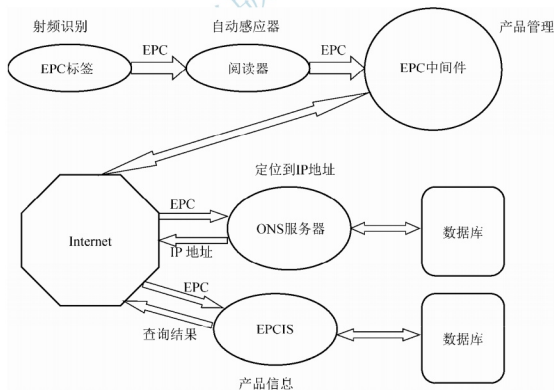 射频识别
自动感应器
产品管理
EPC标签
EPC
阅读器
EPC
EPC中间件
定位到IP地址
Internet
EPC
IP 地址
ONS服务器
数据库
EPC
查询结果
EPCIS
数据库
产品信息